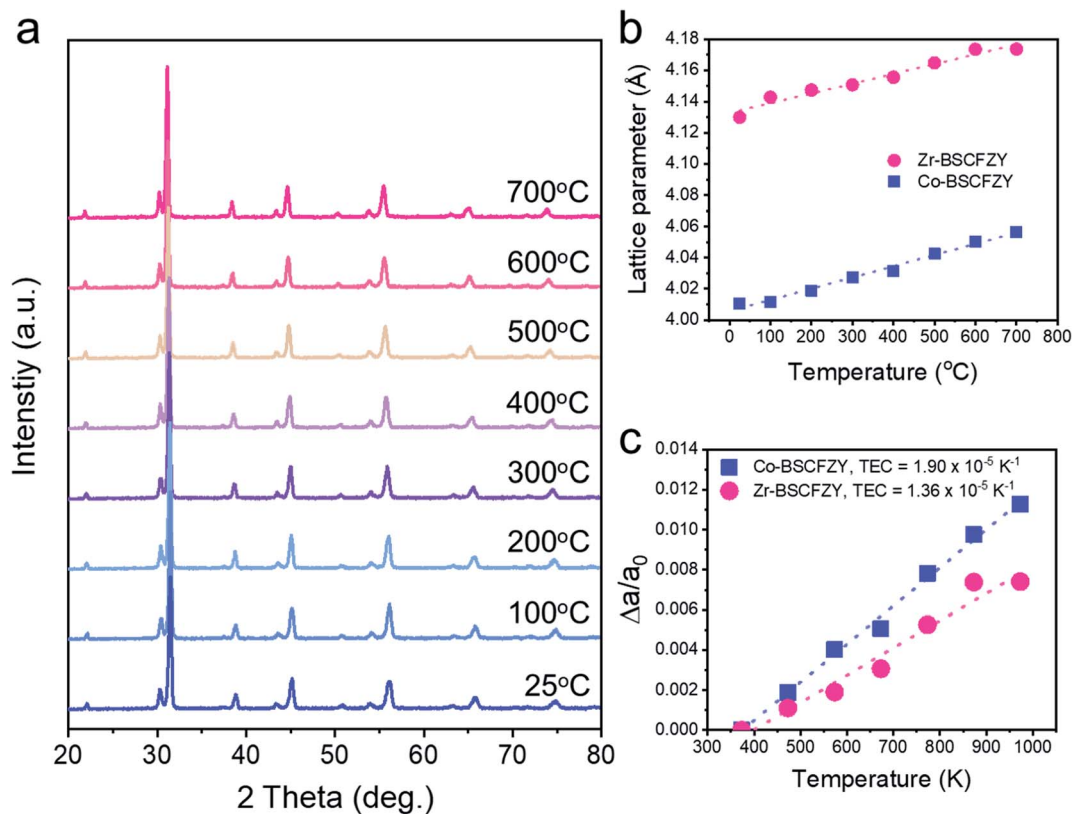 a
Intenstiy (a.u.)
700°C
600°C
500°C
400°C
300°C
200°C
100°C
25°C
20 30 40 50 60 70 80
2 Theta (deg.)
b
Lattice parameter (Å)
4.18
4.16
4.14
4.12
4.10
4.08
4.06
4.04
4.02
4.00
Zr-BSCFZY
Co-BSCFZY
0 100 200 300 400 500 600 700 800
Temperature (°C)
c
Δa/a₀
0.014
0.012
0.010
0.008
0.006
0.004
0.002
0.000
Co-BSCFZY, TEC = 1.90 x 10⁻⁵ K⁻¹
Zr-BSCFZY, TEC = 1.36 x 10⁻⁵ K⁻¹
300 400 500 600 700 800 900 1000
Temperature (K)